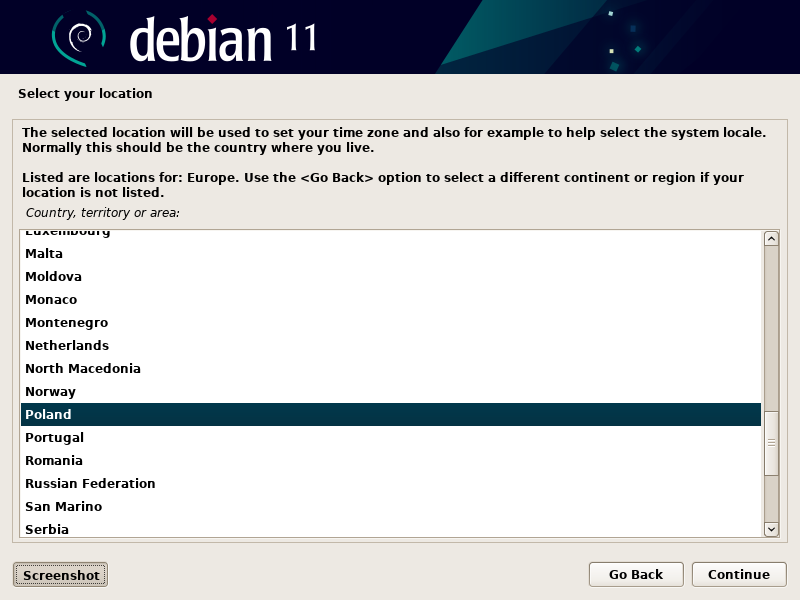 debian 11
Select your location
The selected location will be used to set your time zone and also for example to help select the system locale.
Normally this should be the country where you live.
Listed are locations for: Europe. Use the <Go Back> option to select a different continent or region if your
location is not listed.
Country, territory or area:
Luxembourg
Malta
Moldova
Monaco
Montenegro
Netherlands
North Macedonia
Norway
Poland
Portugal
Romania
Russian Federation
San Marino
Serbia
Screenshot
Go Back
Continue